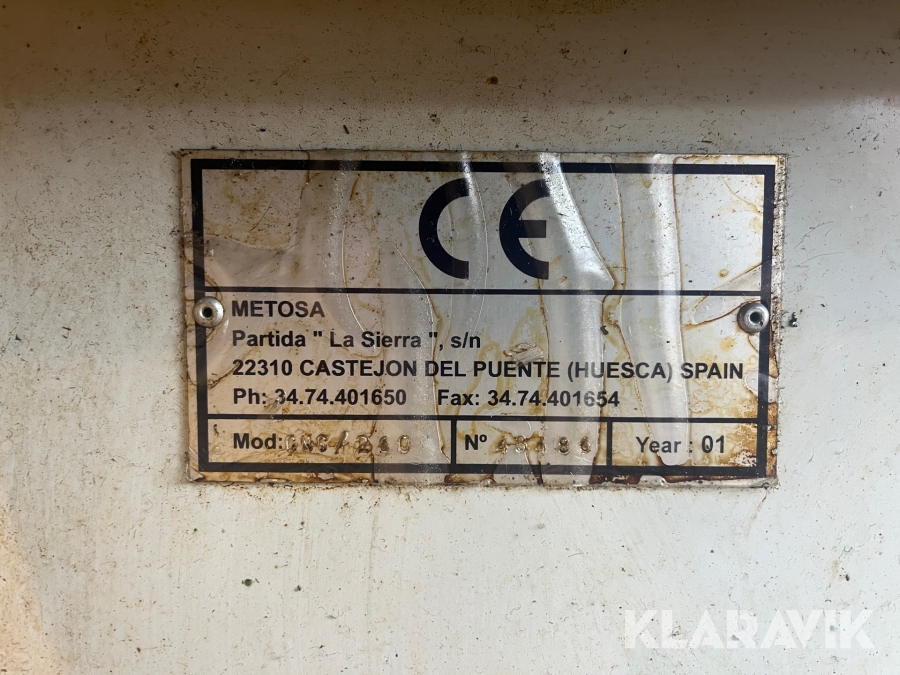 CE
METOSA
Partida " La Sierra ", s/n
22310 CASTEJON DEL PUENTE (HUESCA) SPAIN
Ph: 34.74.401650 Fax: 34.74.401654
Mod: Nº Year : 01
KLARAVIK